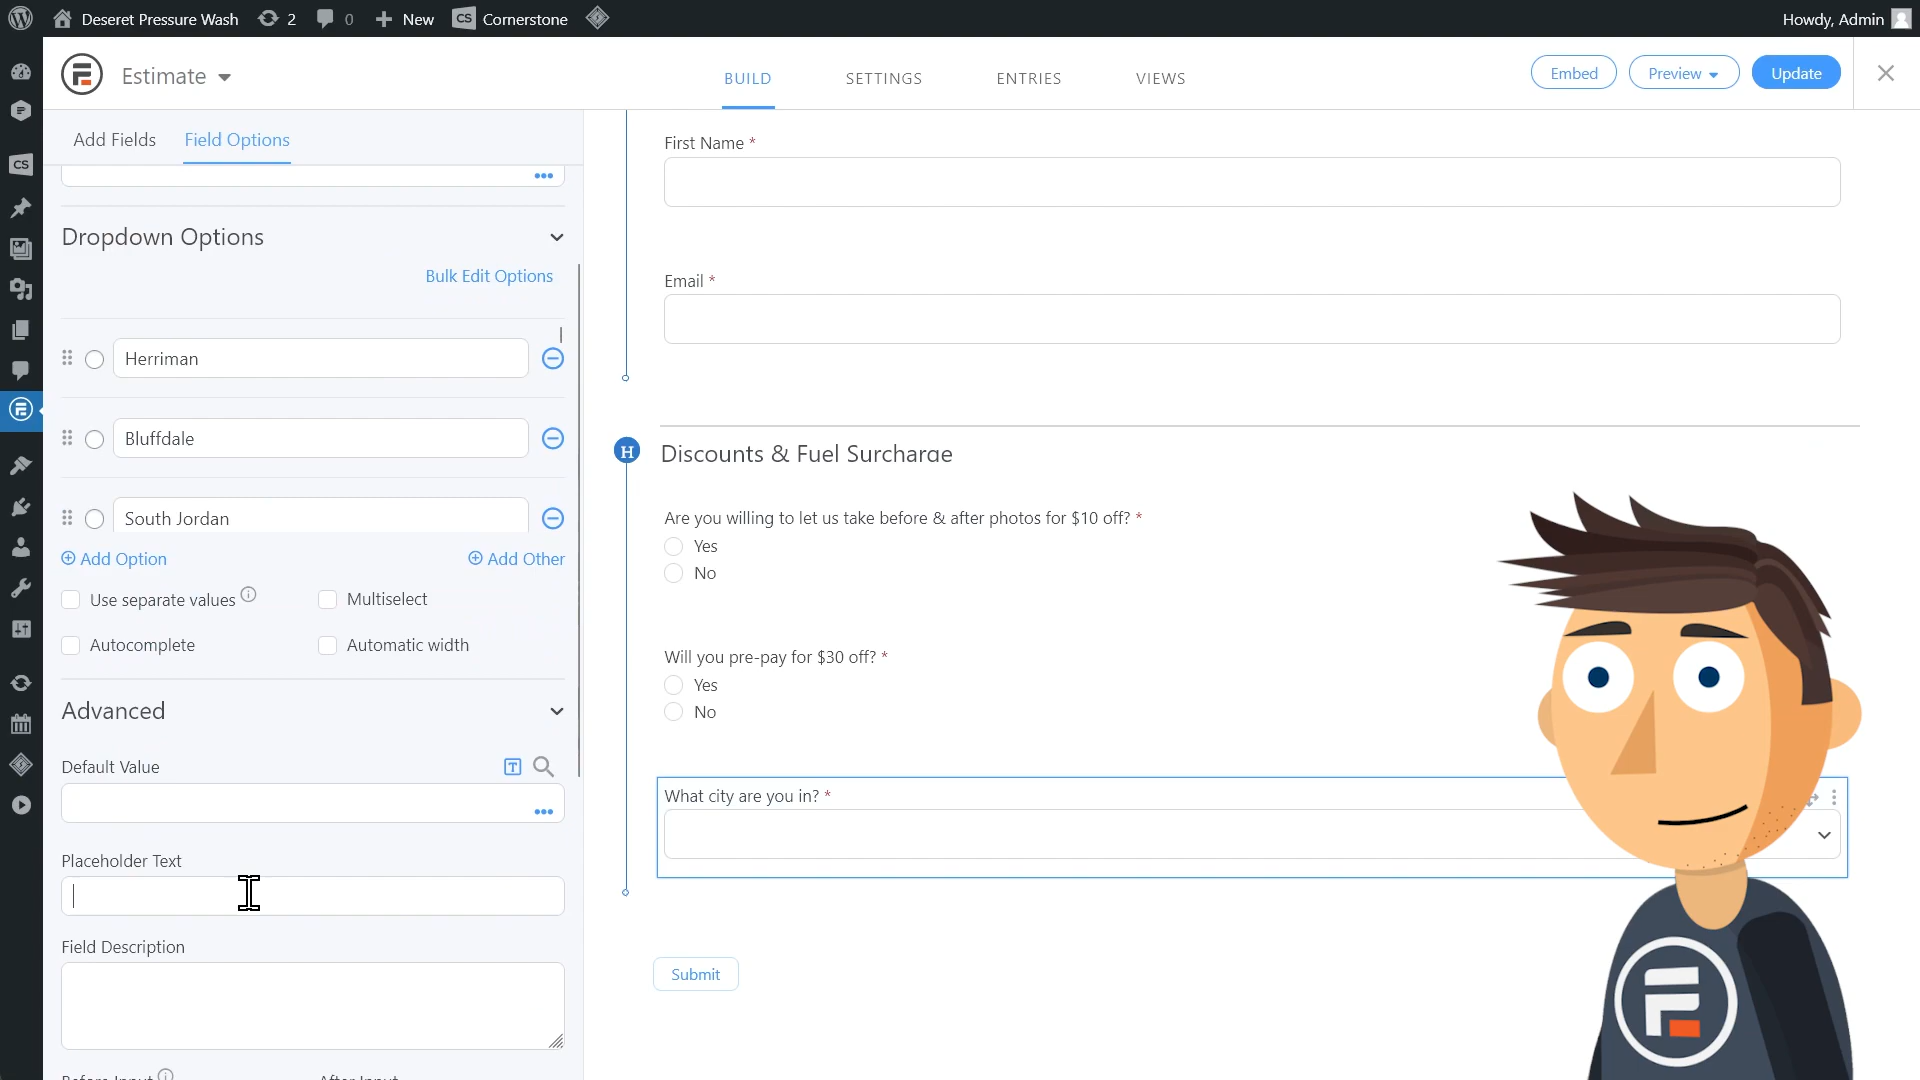 Deseret Pressure Wash 2 0 New CS Cornerstone Howdy, Admin
Estimate BUILD SETTINGS ENTRIES VIEWS Embed Preview Update
CS
Add Fields Field Options
Dropdown Options
Bulk Edit Options
Herriman
Bluffdale
South Jordan
Add Option Add Other
Use separate values Multiselect
Autocomplete Automatic width
Advanced
Default Value
Placeholder Text
Field Description
Before Input After Input
First Name *
Email *
H Discounts & Fuel Surcharge
Are you willing to let us take before & after photos for $10 off? *
Yes
No
Will you pre-pay for $30 off? *
Yes
No
What city are you in? *
Submit